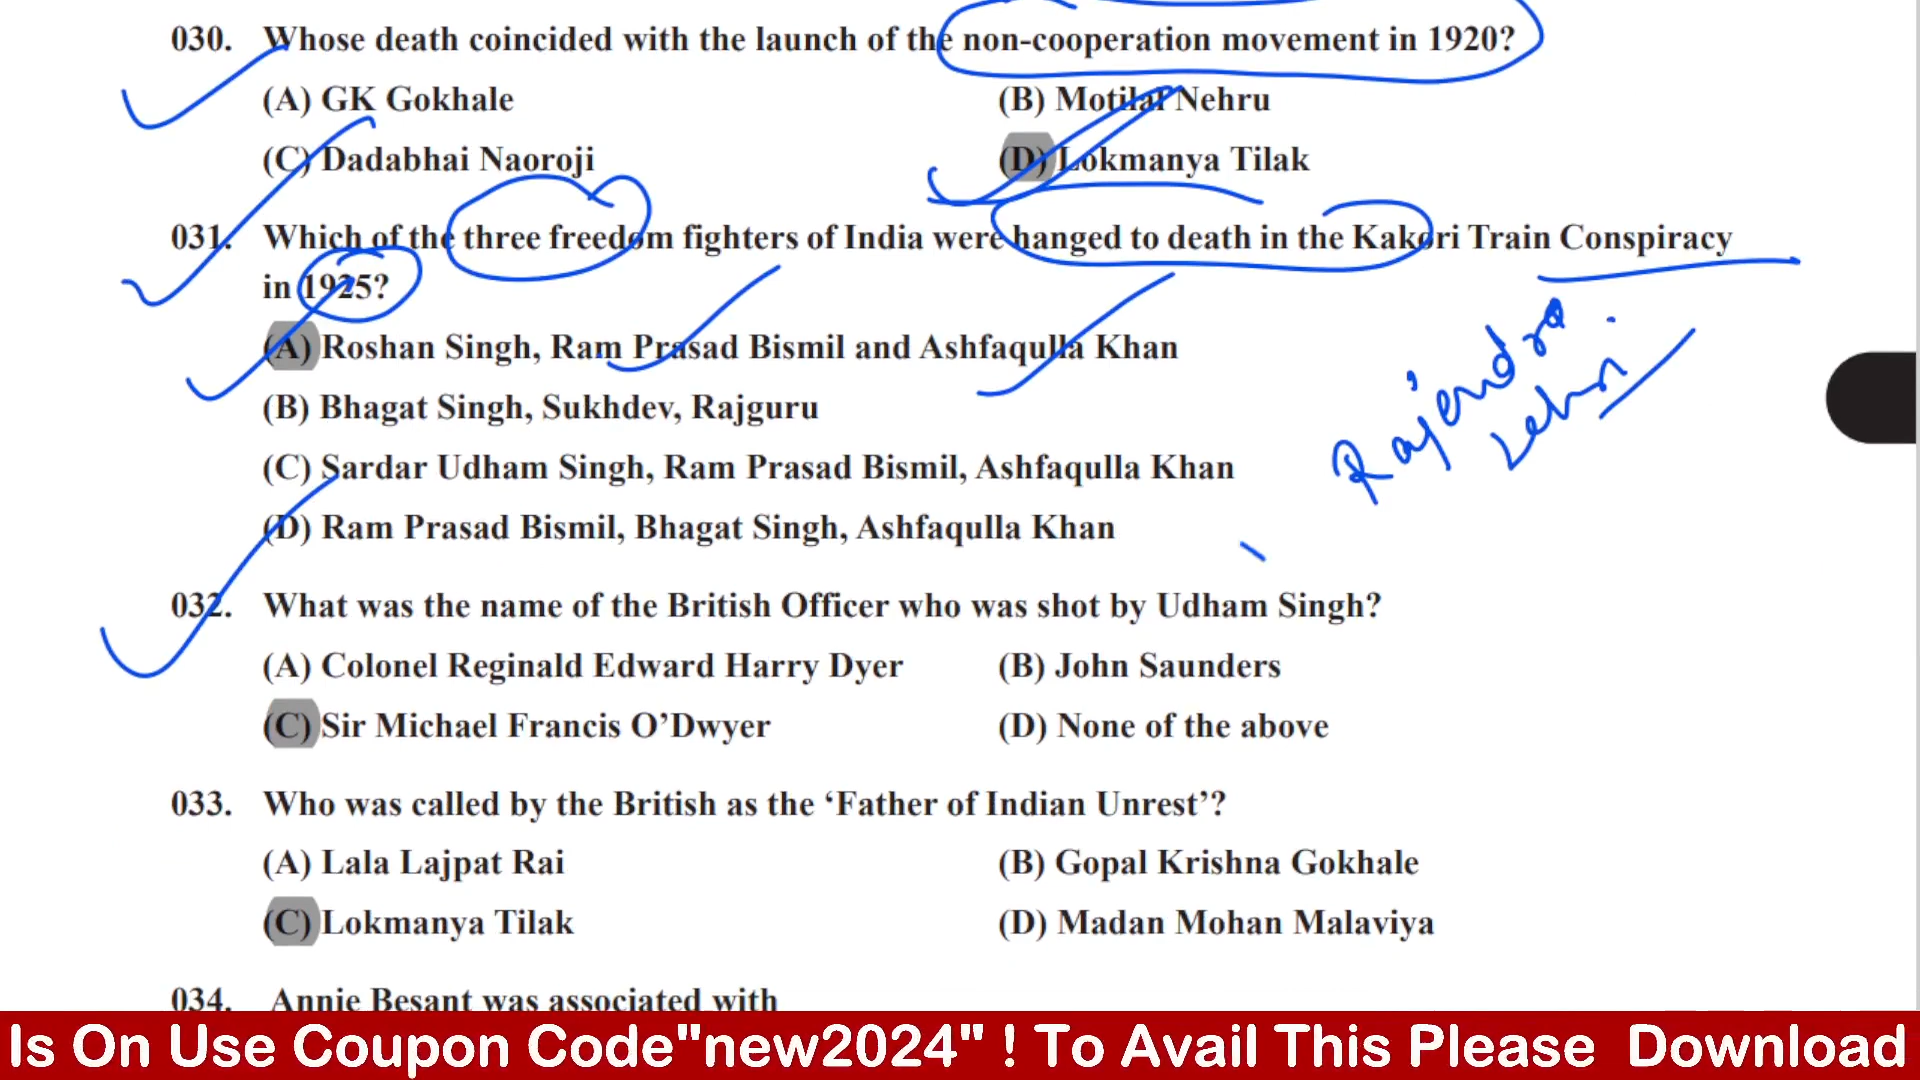 030. Whose death coincided with the launch of the non-cooperation movement in 1920?
(A) GK Gokhale (B) Motilal Nehru
(C) Dadabhai Naoroji (D) Lokmanya Tilak
031. Which of the three freedom fighters of India were hanged to death in the Kakori Train Conspiracy
in 1925?
(A) Roshan Singh, Ram Prasad Bismil and Ashfaqulla Khan
(B) Bhagat Singh, Sukhdev, Rajguru
(C) Sardar Udham Singh, Ram Prasad Bismil, Ashfaqulla Khan
(D) Ram Prasad Bismil, Bhagat Singh, Ashfaqulla Khan
Rajendra
Lehri
032. What was the name of the British Officer who was shot by Udham Singh?
(A) Colonel Reginald Edward Harry Dyer (B) John Saunders
(C) Sir Michael Francis O’Dwyer (D) None of the above
033. Who was called by the British as the ‘Father of Indian Unrest’?
(A) Lala Lajpat Rai (B) Gopal Krishna Gokhale
(C) Lokmanya Tilak (D) Madan Mohan Malaviya
034. Annie Besant was associated with
Is On Use Coupon Code"new2024" ! To Avail This Please Download